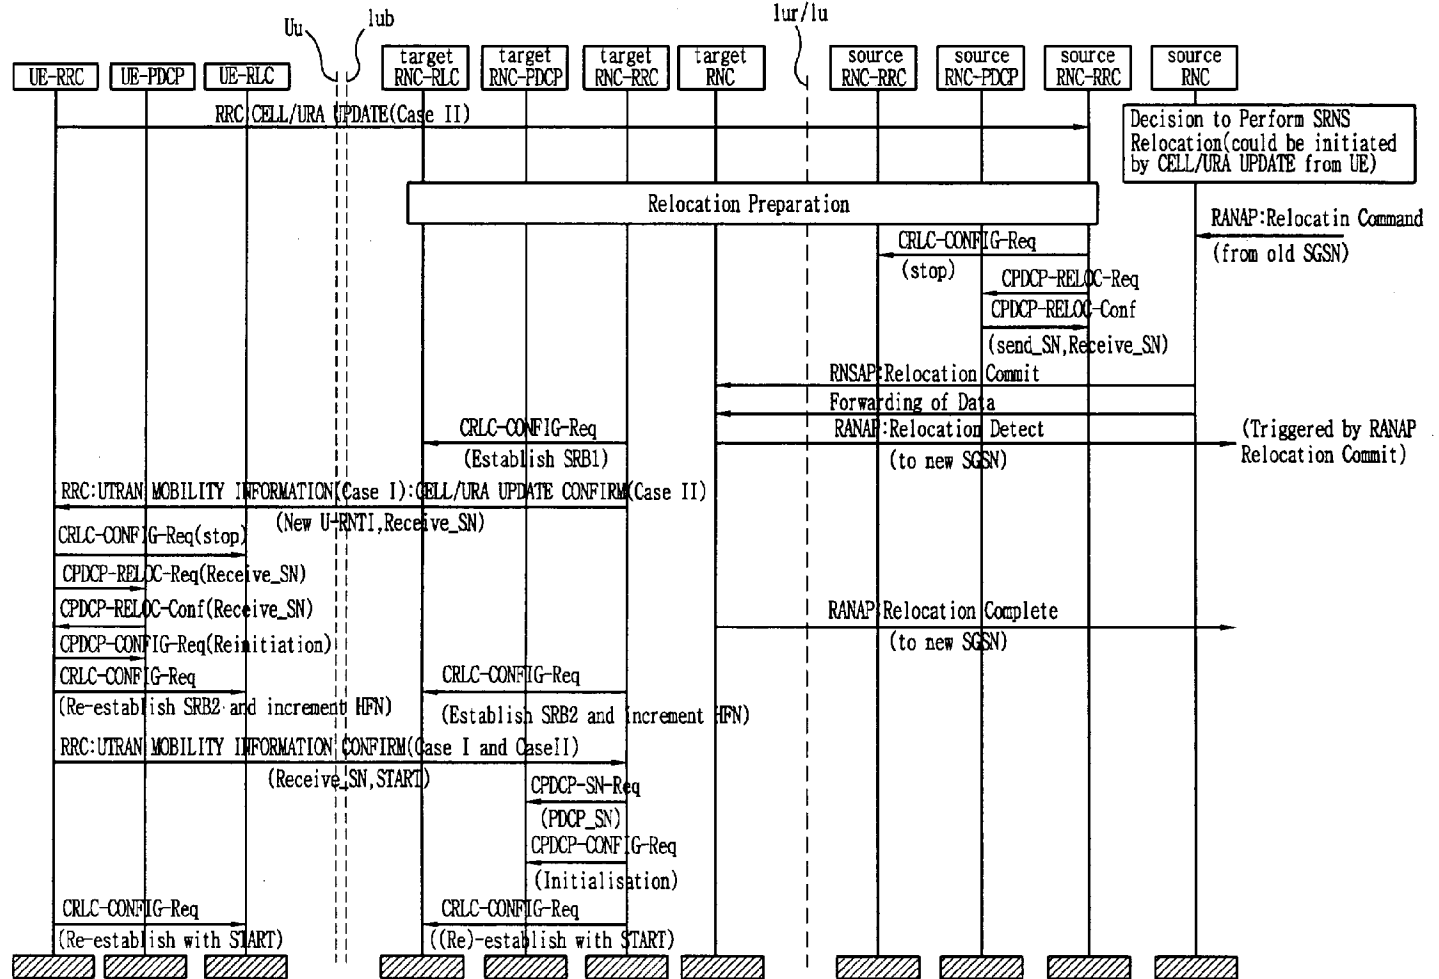 Uu
lub
lur/lu
UE-RRC
UE-PDCP
UE-RLC
target
RNC-RLC
target
RNC-PDCP
target
RNC-RRC
target
RNC
source
RNC-RRC
source
RNC-PDCP
source
RNC-RRC
source
RNC
RRC:CELL/URA UPDATE(Case II)
Decision to Perform SRNS
Relocation(could be initiated
by CELL/URA UPDATE from UE)
Relocation Preparation
RANAP:Relocatin Command
(from old SGSN)
CRLC-CONFIG-Req
(stop)
CPDCP-RELOC-Req
CPDCP-RELOC-Conf
(send_SN,Receive_SN)
RNSAP:Relocation Commit
Forwarding of Data
CRLC-CONFIG-Req
(Establish SRB1)
RANAP:Relocation Detect
(to new SGSN)
(Triggered by RANAP
Relocation Commit)
RRC:UTRAN MOBILITY INFORMATION(Case I):CELL/URA UPDATE CONFIRM(Case II)
(New U-RNTI,Receive_SN)
CRLC-CONFIG-Req(stop)
CPDCP-RELOC-Req(Receive_SN)
CPDCP-RELOC-Conf(Receive_SN)
RANAP:Relocation Complete
(to new SGSN)
CPDCP-CONFIG-Req(Reinitiation)
CRLC-CONFIG-Req
(Re-establish SRB2 and increment HFN)
CRLC-CONFIG-Req
(Establish SRB2 and increment HFN)
RRC:UTRAN MOBILITY INFORMATION CONFIRM(Case I and CaseII)
(Receive_SN,START)
CPDCP-SN-Req
(PDCP_SN)
CPDCP-CONFIG-Req
(Initialisation)
CRLC-CONFIG-Req
(Re-establish with START)
CRLC-CONFIG-Req
((Re)-establish with START)